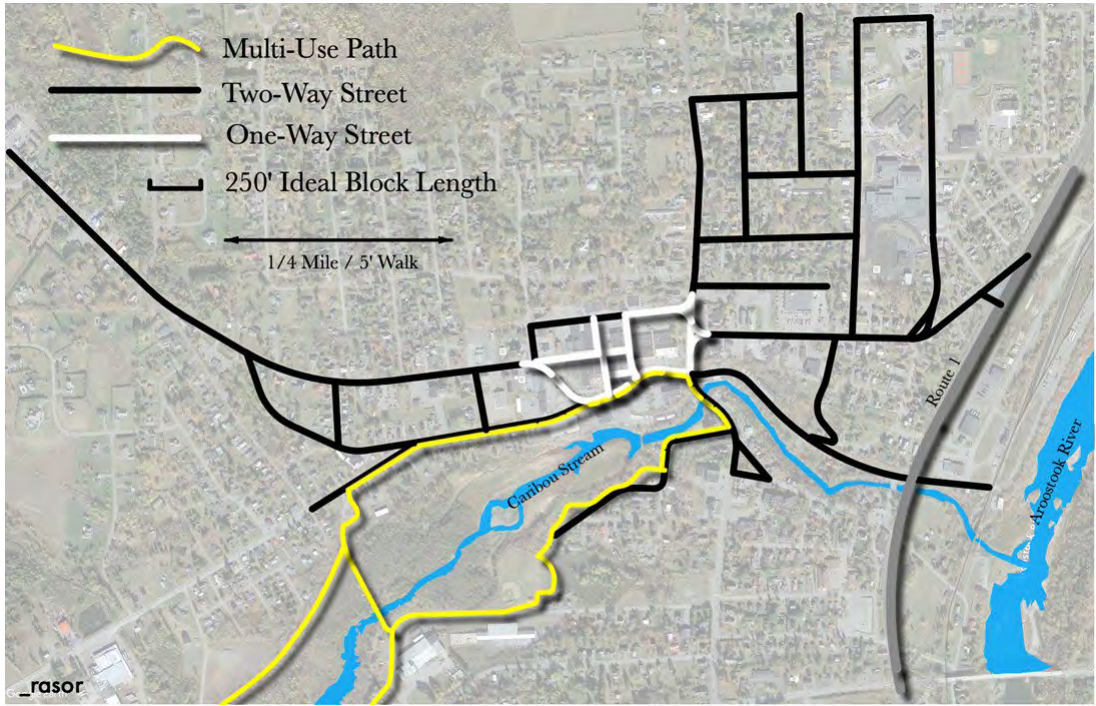 Multi-Use Path
Two-Way Street
One-Way Street
250' Ideal Block Length
1/4 Mile / 5' Walk
Route 1
Aroostook River
Caribou Stream
_rasor